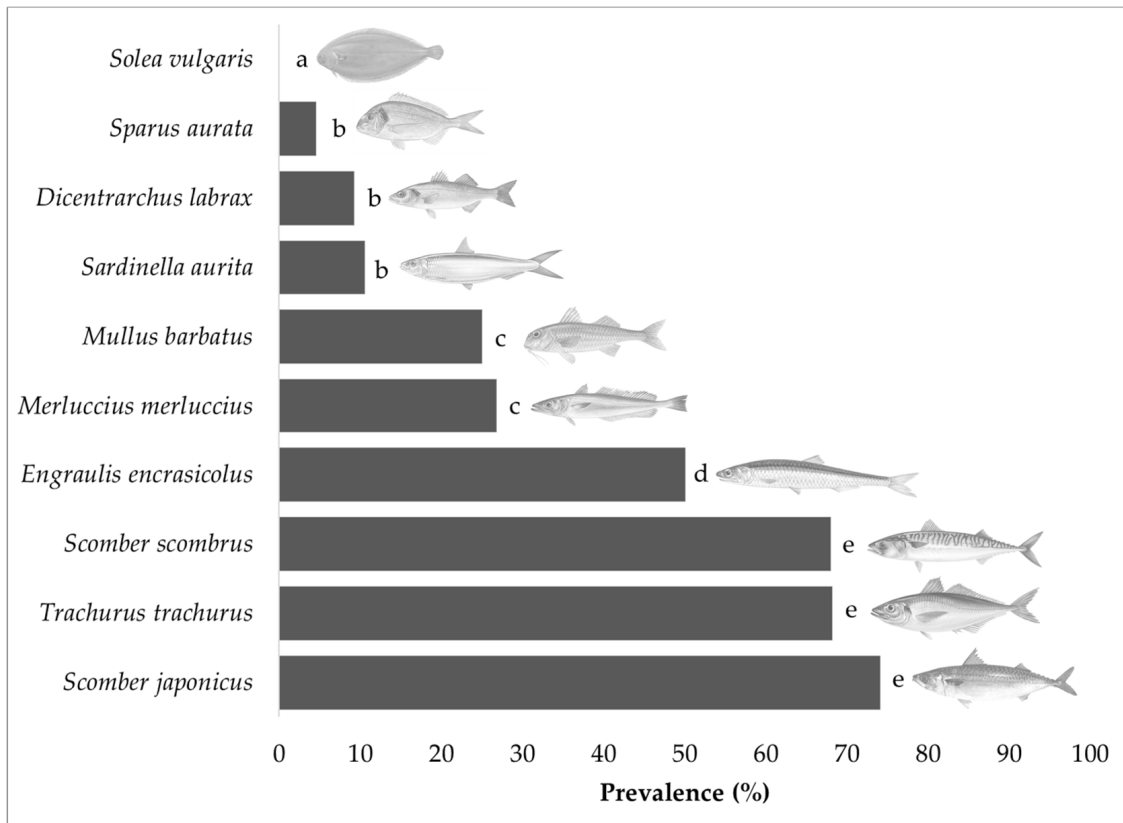 Solea vulgaris a
Sparus aurata b
Dicentrarchus labrax b
Sardinella aurita b
Mullus barbatus c
Merluccius merluccius c
Engraulis encrasicolus d
Scomber scombrus e
Trachurus trachurus e
Scomber japonicus e
0 10 20 30 40 50 60 70 80 90 100
Prevalence (%)